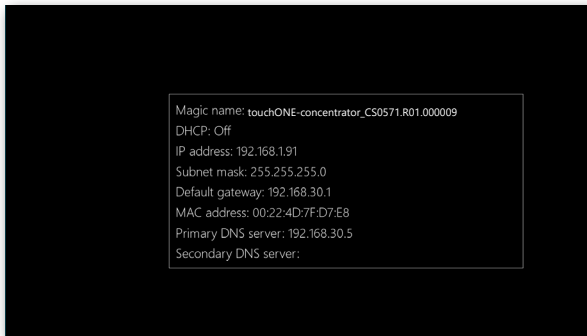 Magic name: touchONE-concentrator_CS0571.R01.000009
DHCP: Off
IP address: 192.168.1.91
Subnet mask: 255.255.255.0
Default gateway: 192.168.30.1
MAC address: 00:22:4D:7F:D7:E8
Primary DNS server: 192.168.30.5
Secondary DNS server: